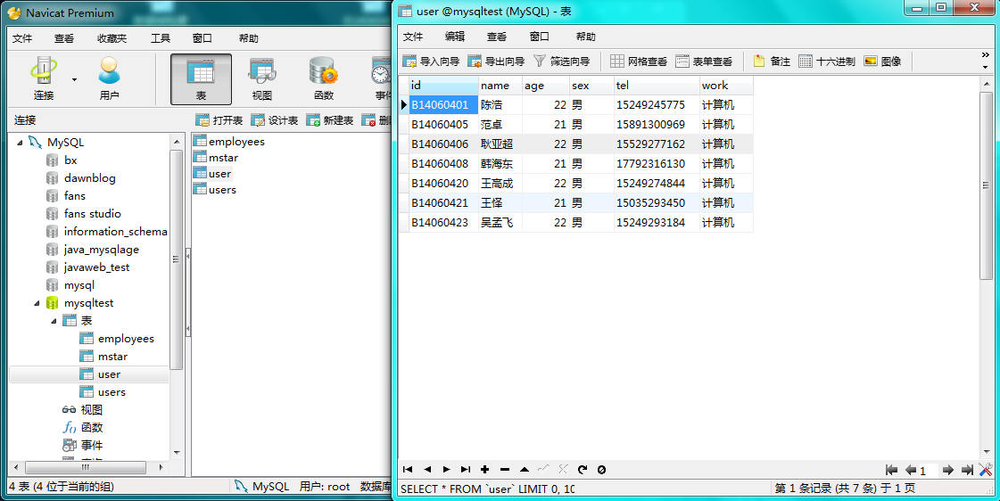 Navicat Premium
文件 查看 收藏夹 工具 窗口 帮助
连接 用户 表 视图 函数
连接 打开表 设计表 新建表
MySQL
bx
dawnblog
fans
fans studio
information_schema
java_mysqlage
javaweb_test
mysql
mysqltest
表
employees
mstar
user
users
视图
函数
事件
employees
mstar
user
users
4 表 (4 位于当前的组) MySQL 用户: root 数据库
user @mysqltest (MySQL) - 表
文件 编辑 查看 窗口 帮助
导入向导 导出向导 筛选向导 网格查看 表单查看 备注 十六进制 图像
id name age sex tel work
B14060401 陈浩 22 男 15249245775 计算机
B14060405 范卓 21 男 15891300969 计算机
B14060406 耿亚超 22 男 15529277162 计算机
B14060408 韩海东 21 男 17792316130 计算机
B14060420 王高成 22 男 15249274844 计算机
B14060421 王怿 21 男 15035293450 计算机
B14060423 吴孟飞 22 男 15249293184 计算机
1
SELECT * FROM `user` LIMIT 0, 10 第 1 条记录 (共 7 条) 于 1 页